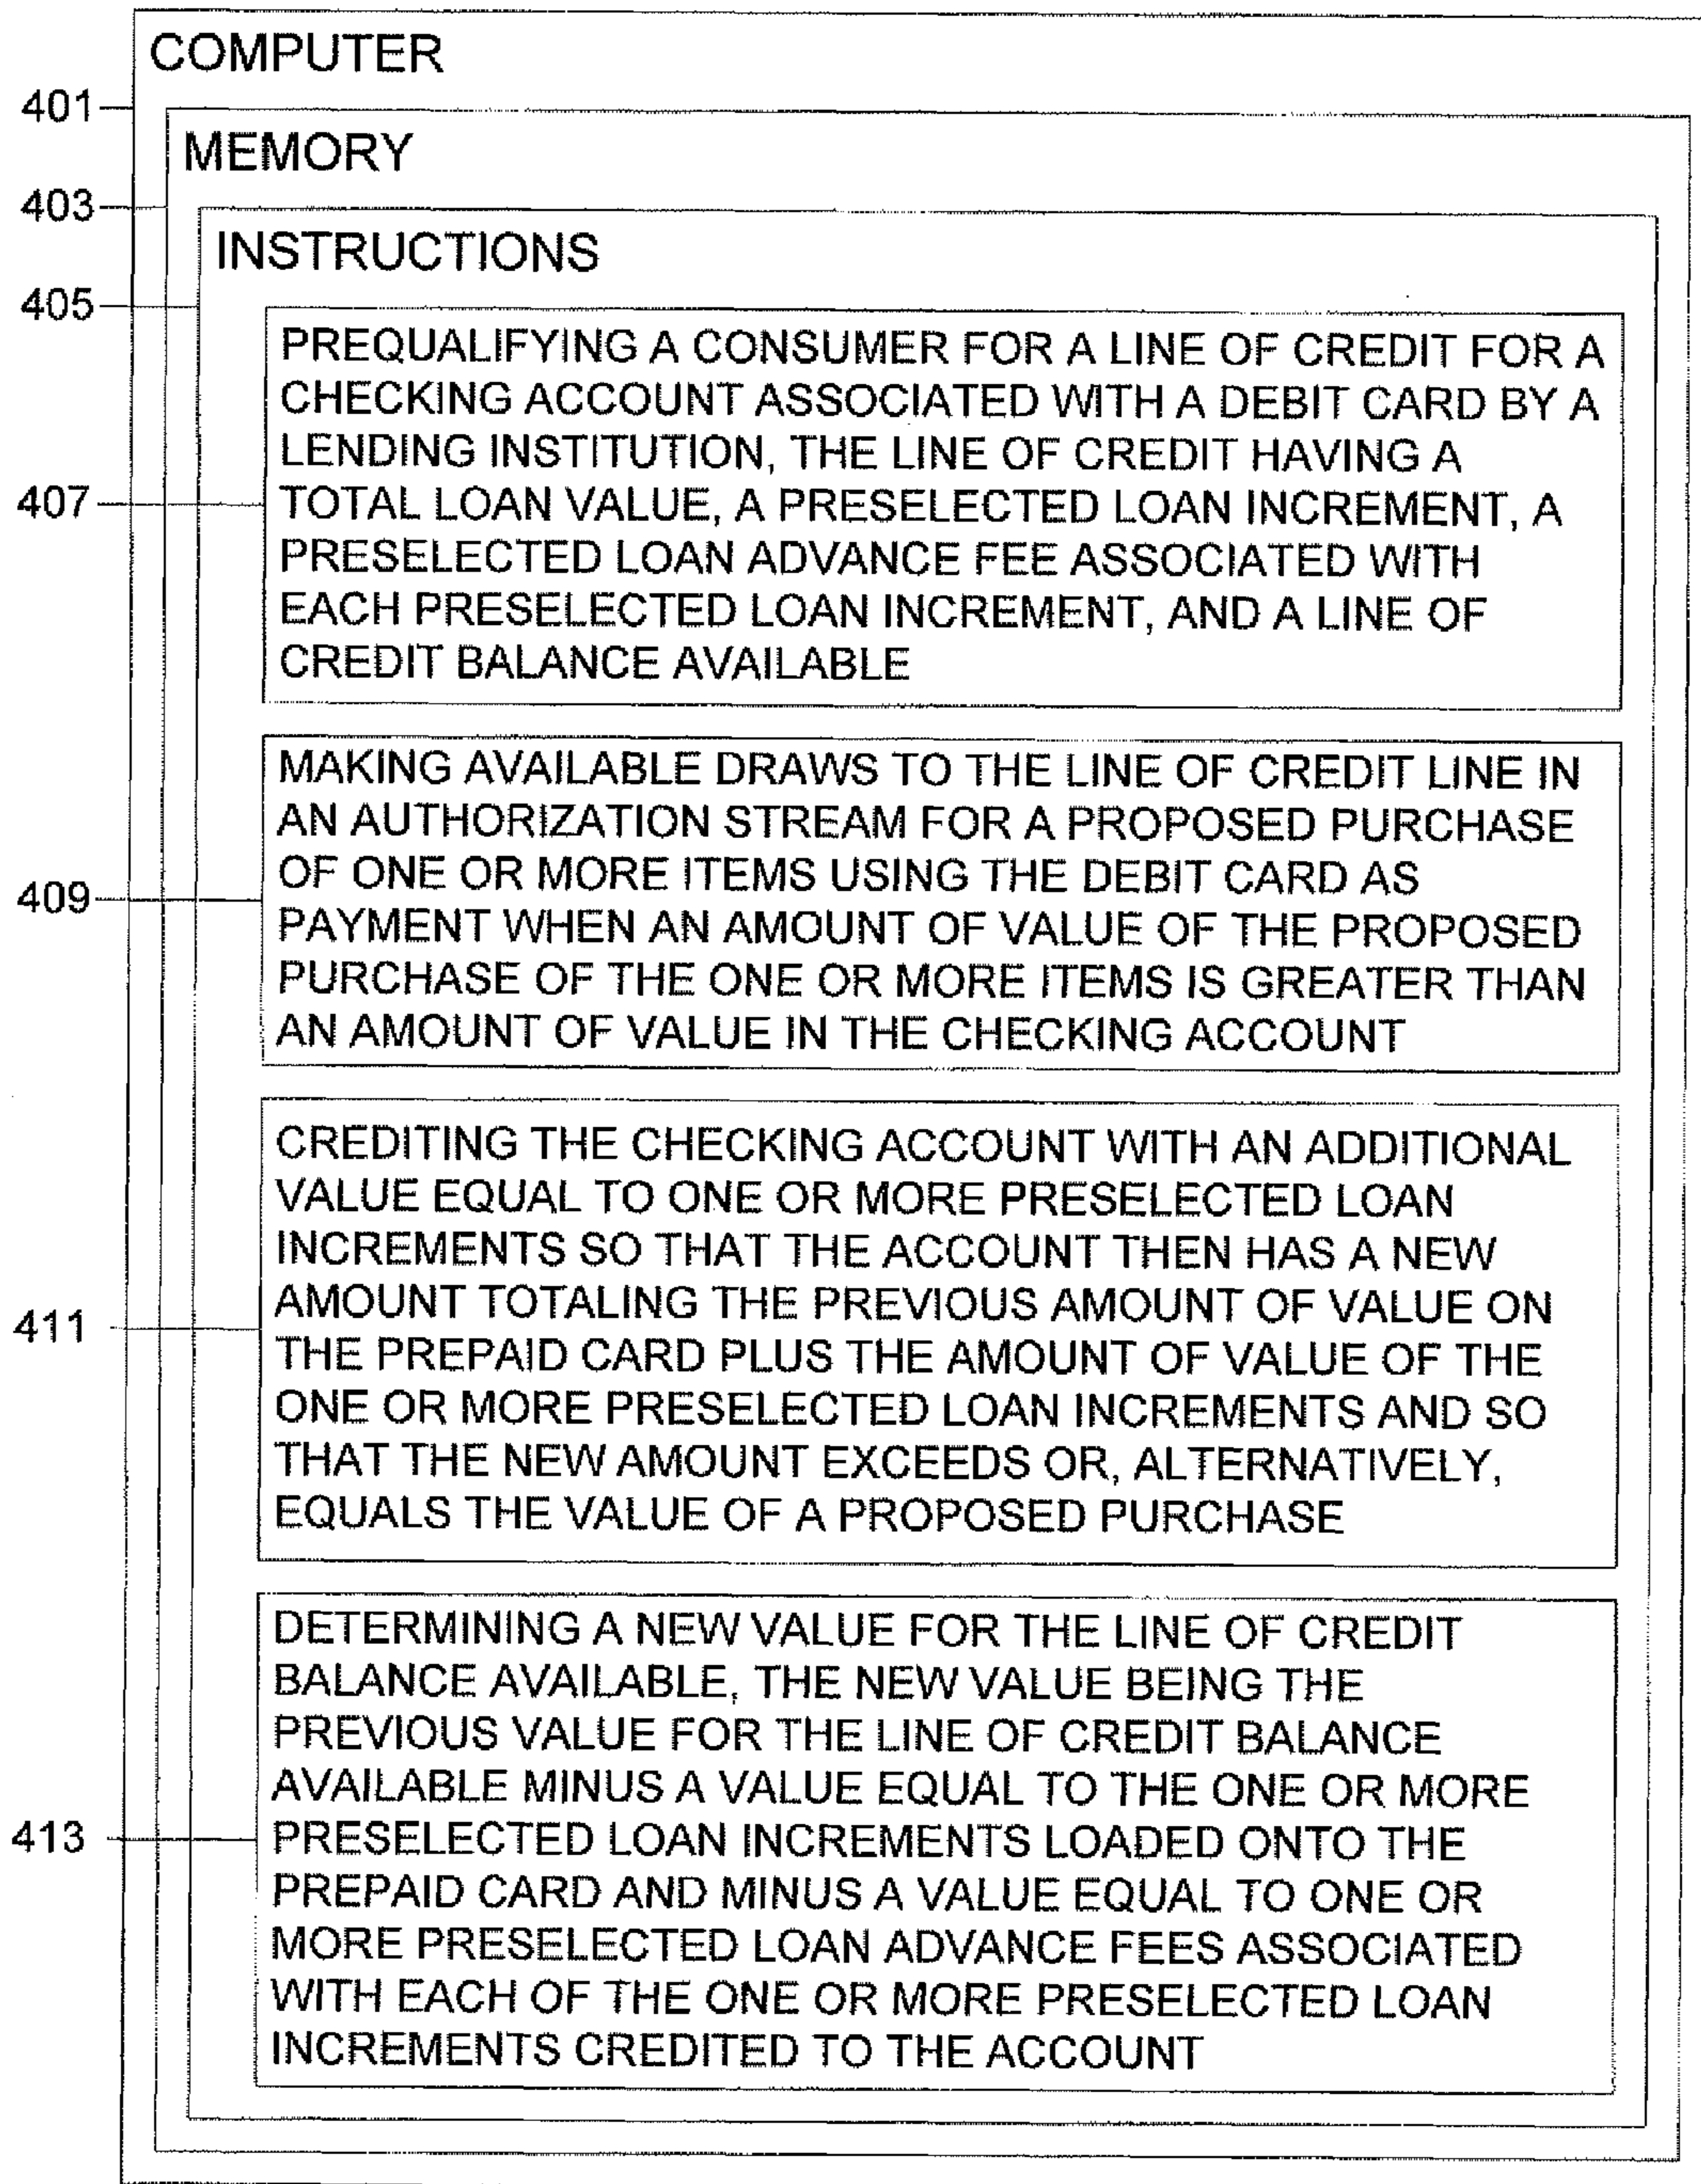 COMPUTER
401
MEMORY
403
INSTRUCTIONS
405
PREQUALIFYING A CONSUMER FOR A LINE OF CREDIT FOR A
CHECKING ACCOUNT ASSOCIATED WITH A DEBIT CARD BY A
LENDING INSTITUTION, THE LINE OF CREDIT HAVING A
407
TOTAL LOAN VALUE, A PRESELECTED LOAN INCREMENT, A
PRESELECTED LOAN ADVANCE FEE ASSOCIATED WITH
EACH PRESELECTED LOAN INCREMENT, AND A LINE OF
CREDIT BALANCE AVAILABLE
MAKING AVAILABLE DRAWS TO THE LINE OF CREDIT LINE IN
AN AUTHORIZATION STREAM FOR A PROPOSED PURCHASE
OF ONE OR MORE ITEMS USING THE DEBIT CARD AS
409
PAYMENT WHEN AN AMOUNT OF VALUE OF THE PROPOSED
PURCHASE OF THE ONE OR MORE ITEMS IS GREATER THAN
AN AMOUNT OF VALUE IN THE CHECKING ACCOUNT
CREDITING THE CHECKING ACCOUNT WITH AN ADDITIONAL
VALUE EQUAL TO ONE OR MORE PRESELECTED LOAN
INCREMENTS SO THAT THE ACCOUNT THEN HAS A NEW
AMOUNT TOTALING THE PREVIOUS AMOUNT OF VALUE ON
411
THE PREPAID CARD PLUS THE AMOUNT OF VALUE OF THE
ONE OR MORE PRESELECTED LOAN INCREMENTS AND SO
THAT THE NEW AMOUNT EXCEEDS OR, ALTERNATIVELY,
EQUALS THE VALUE OF A PROPOSED PURCHASE
DETERMINING A NEW VALUE FOR THE LINE OF CREDIT
BALANCE AVAILABLE, THE NEW VALUE BEING THE
PREVIOUS VALUE FOR THE LINE OF CREDIT BALANCE
AVAILABLE MINUS A VALUE EQUAL TO THE ONE OR MORE
413
PRESELECTED LOAN INCREMENTS LOADED ONTO THE
PREPAID CARD AND MINUS A VALUE EQUAL TO ONE OR
MORE PRESELECTED LOAN ADVANCE FEES ASSOCIATED
WITH EACH OF THE ONE OR MORE PRESELECTED LOAN
INCREMENTS CREDITED TO THE ACCOUNT